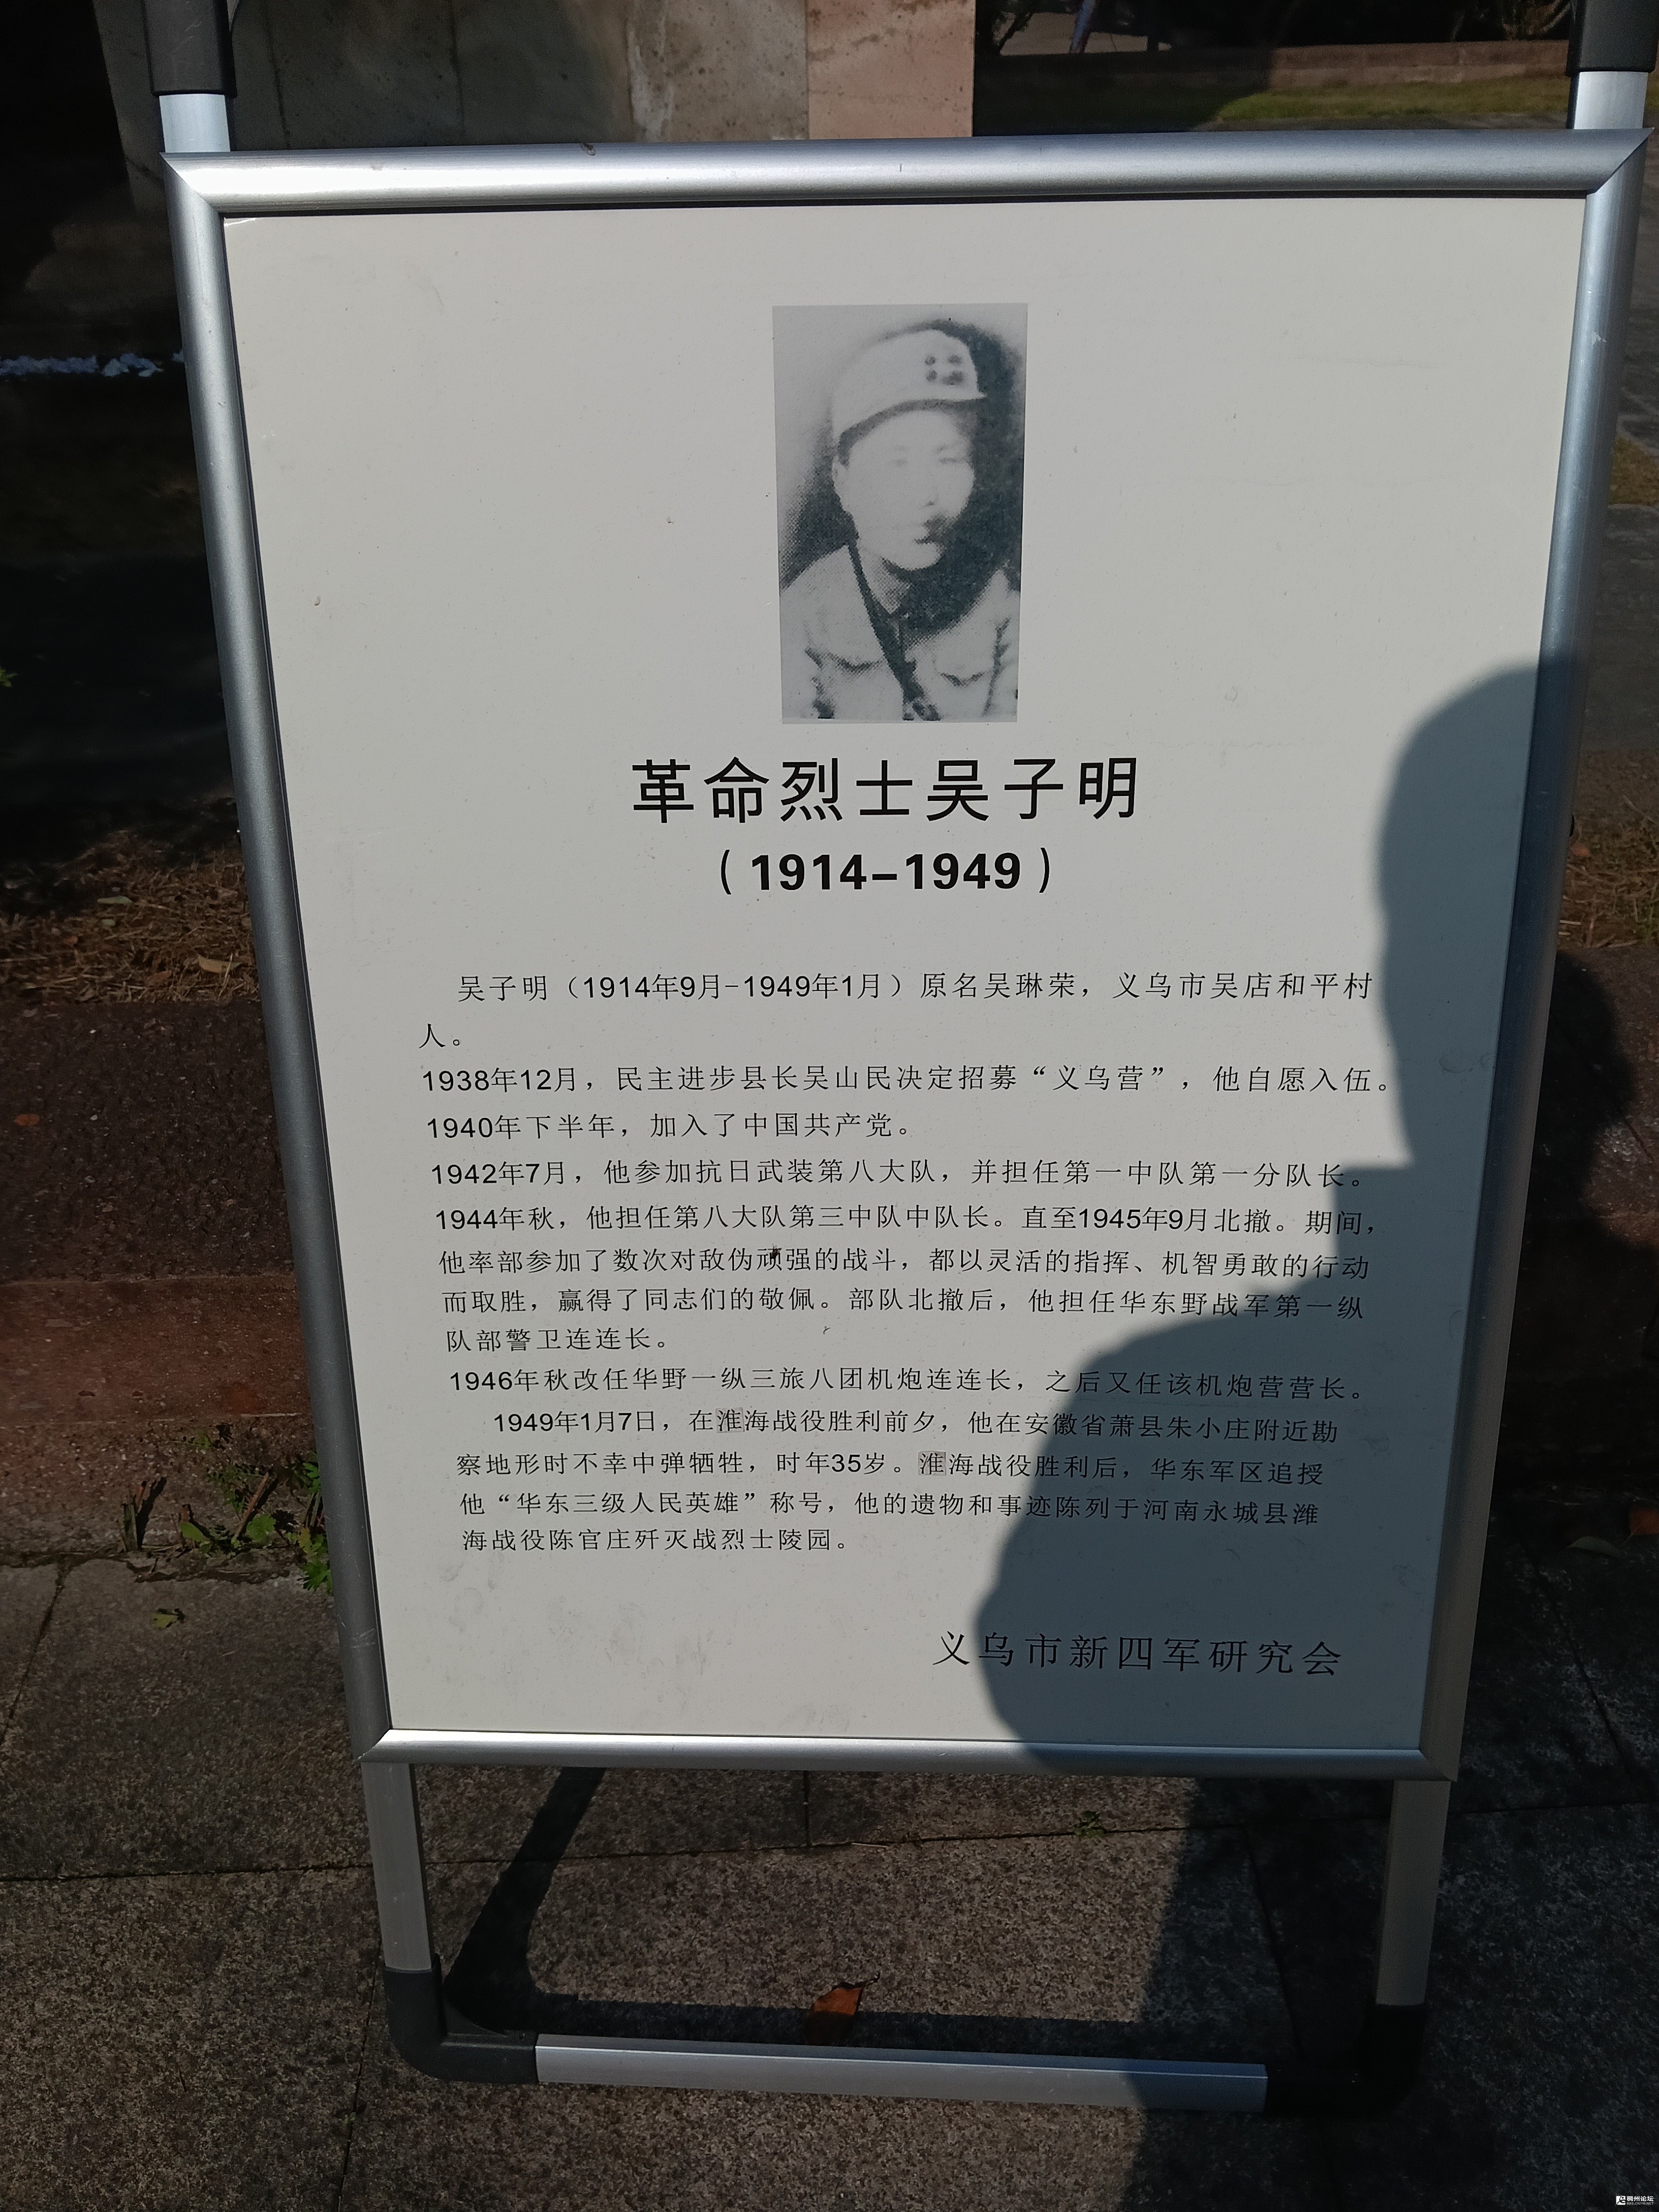 革命烈士吴子明
（1914-1949）
吴子明（1914年9月-1949年1月）原名吴琳荣，义乌市吴店和平村
人。
1938年12月，民主进步县长吴山民决定招募“义乌营”，他自愿入伍。
1940年下半年，加入了中国共产党。
1942年7月，他参加抗日武装第八大队，并担任第一中队第一分队长。
1944年秋，他担任第八大队第三中队中队长。直至1945年9月北撤。期间，
他率部参加了数次对敌伪顽强的战斗，都以灵活的指挥、机智勇敢的行动
而取胜，赢得了同志们的敬佩。部队北撤后，他担任华东野战军第一纵
队部警卫连连长。
1946年秋改任华野一纵三旅八团机炮连连长，之后又任该机炮营营长。
1949年1月7日，在淮海战役胜利前夕，他在安徽省萧县朱小庄附近勘
察地形时不幸中弹牺牲，时年35岁。淮海战役胜利后，华东军区追授
他“华东三级人民英雄”称号，他的遗物和事迹陈列于河南永城县潍
海战役陈官庄歼灭战烈士陵园。
义乌市新四军研究会
稠州论坛